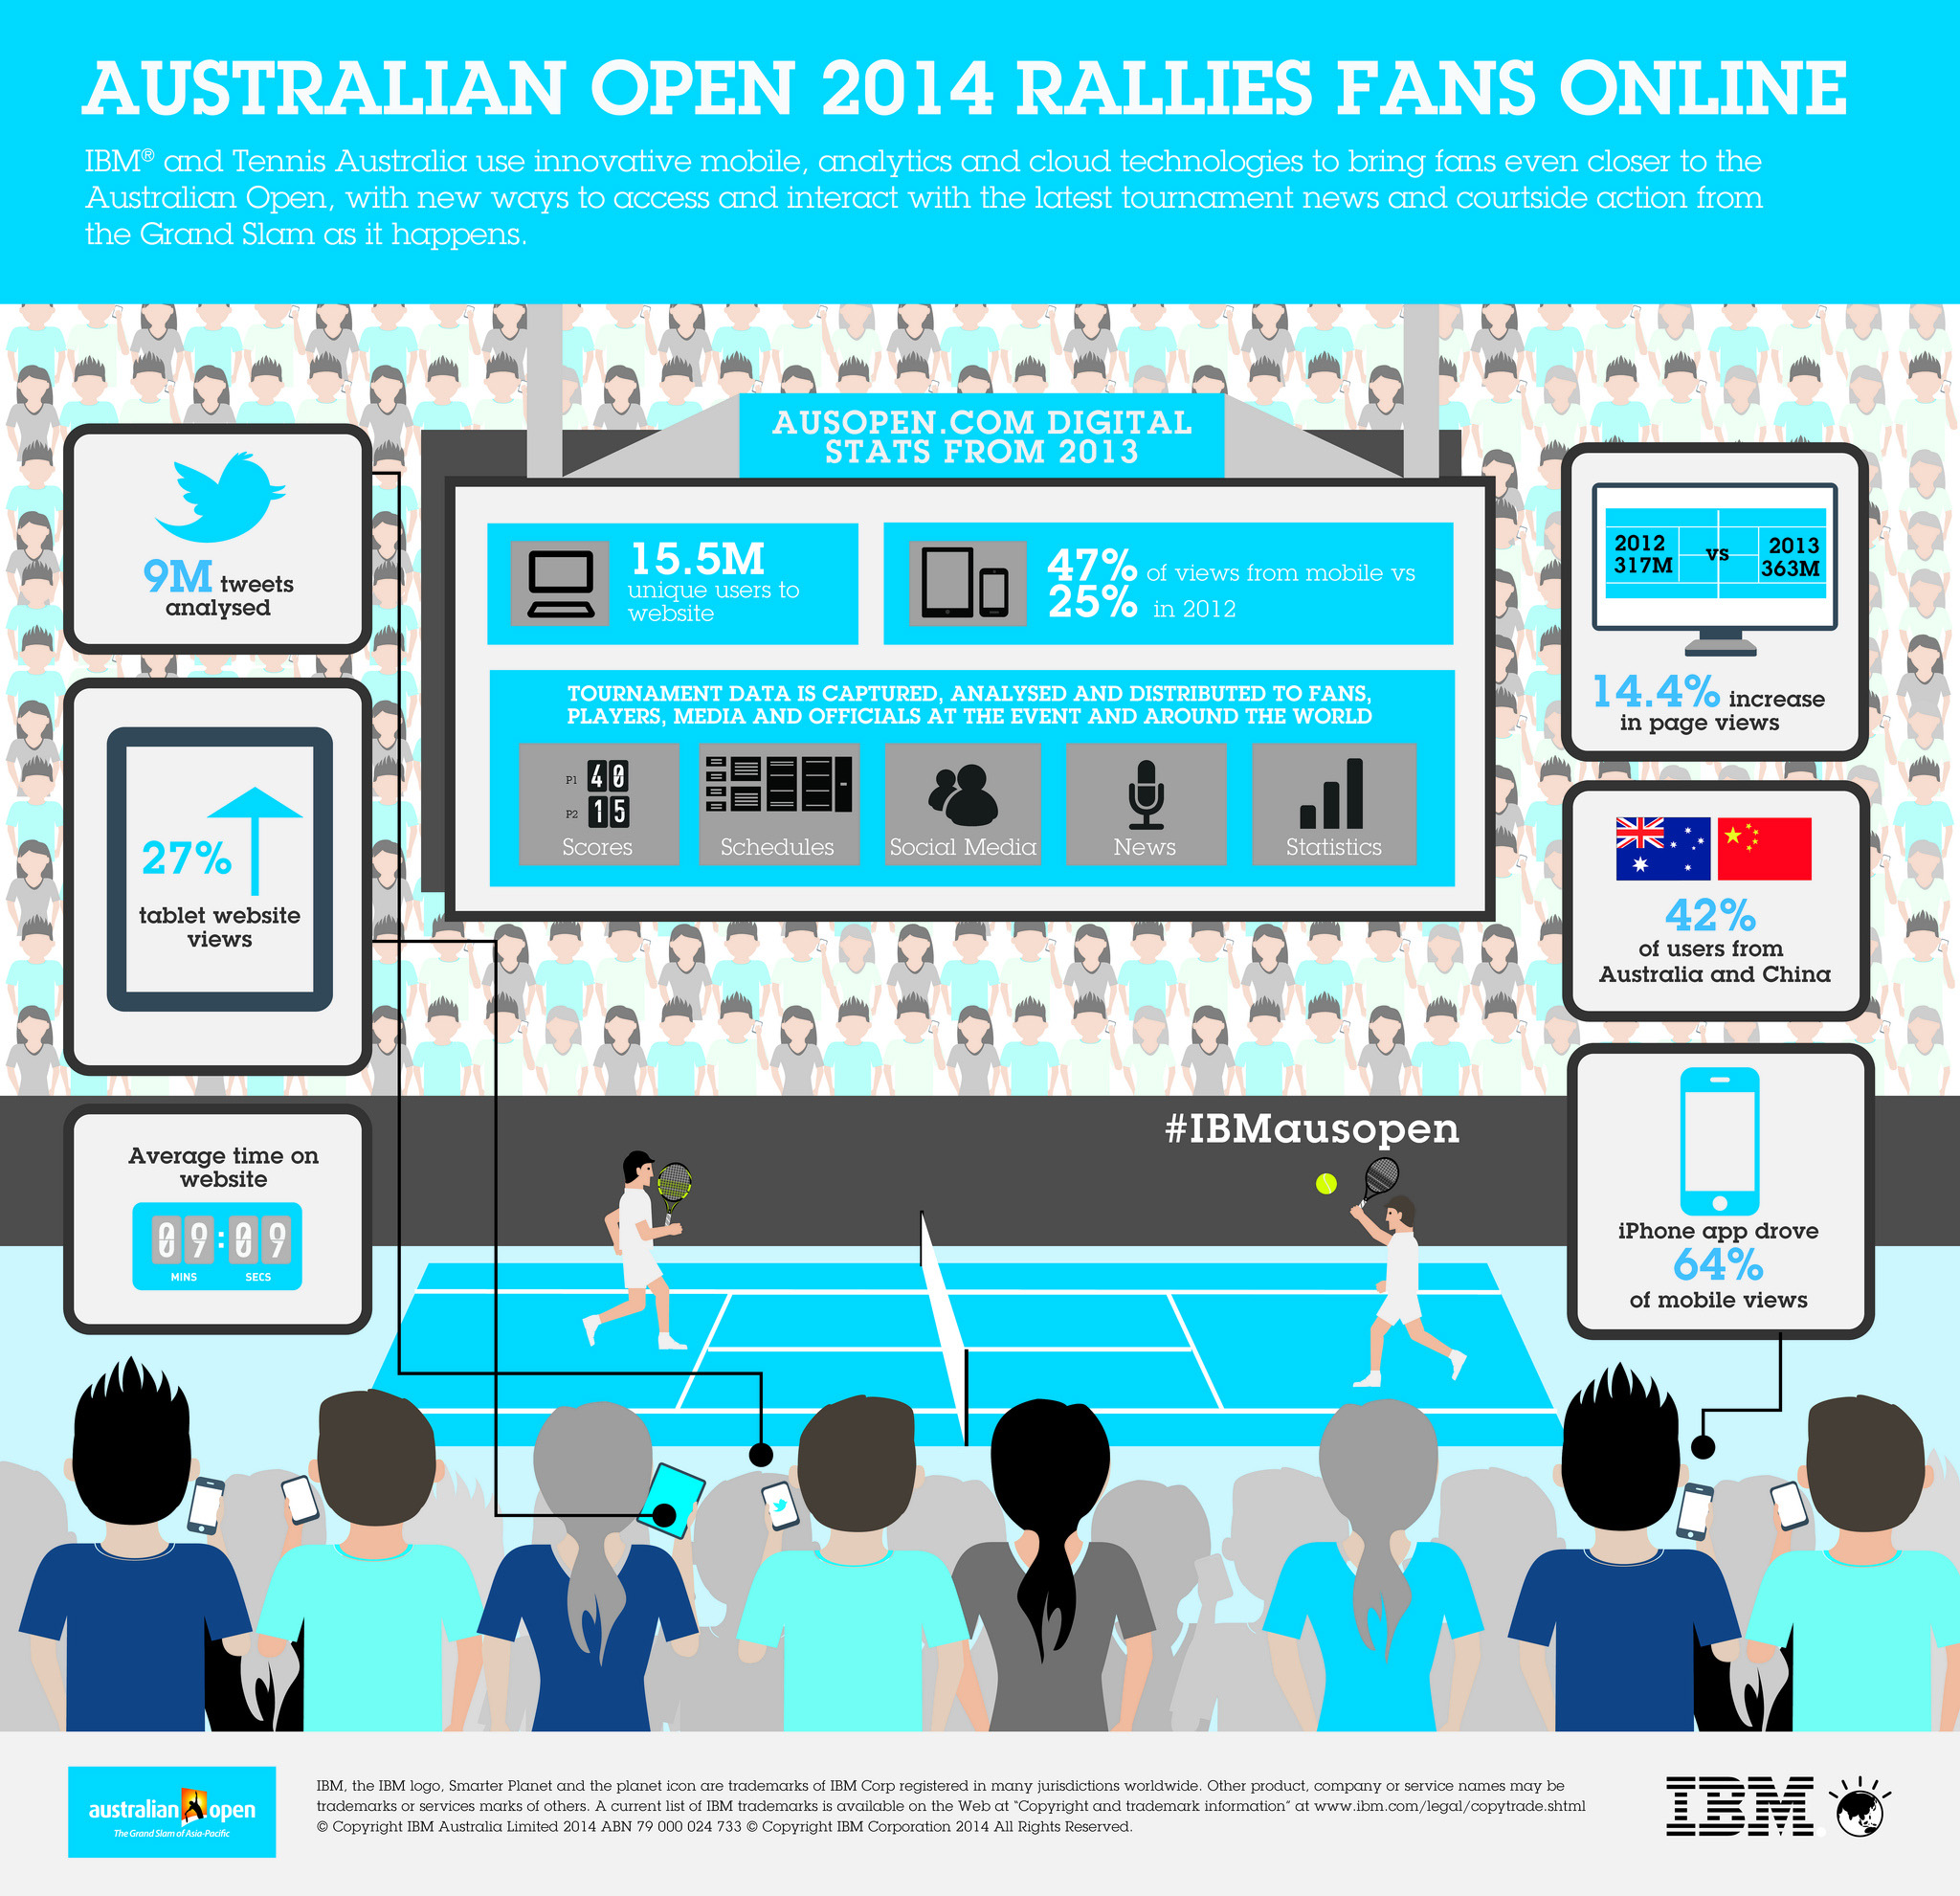 AUSTRALIAN OPEN 2014 RALLIES FANS ONLINE
IBM® and Tennis Australia use innovative mobile, analytics and cloud technologies to bring fans even closer to the
Australian Open, with new ways to access and interact with the latest tournament news and courtside action from
the Grand Slam as it happens.
AUSOPEN.COM DIGITAL
STATS FROM 2013
9M tweets
analysed
27%
tablet website
views
Average time on
website
09:09
MINS SECS
15.5M
unique users to
website
47% of views from mobile vs
25% in 2012
TOURNAMENT DATA IS CAPTURED, ANALYSED AND DISTRIBUTED TO FANS,
PLAYERS, MEDIA AND OFFICIALS AT THE EVENT AND AROUND THE WORLD
P1 40
P2 15
Scores
Schedules
Social Media
News
Statistics
2012
317M
vs
2013
363M
14.4% increase
in page views
42%
of users from
Australia and China
#IBMausopen
iPhone app drove
64%
of mobile views
australian open
The Grand Slam of Asia-Pacific
IBM, the IBM logo, Smarter Planet and the planet icon are trademarks of IBM Corp registered in many jurisdictions worldwide. Other product, company or service names may be
trademarks or services marks of others. A current list of IBM trademarks is available on the Web at “Copyright and trademark information” at www.ibm.com/legal/copytrade.shtml
© Copyright IBM Australia Limited 2014 ABN 79 000 024 733 © Copyright IBM Corporation 2014 All Rights Reserved.
IBM